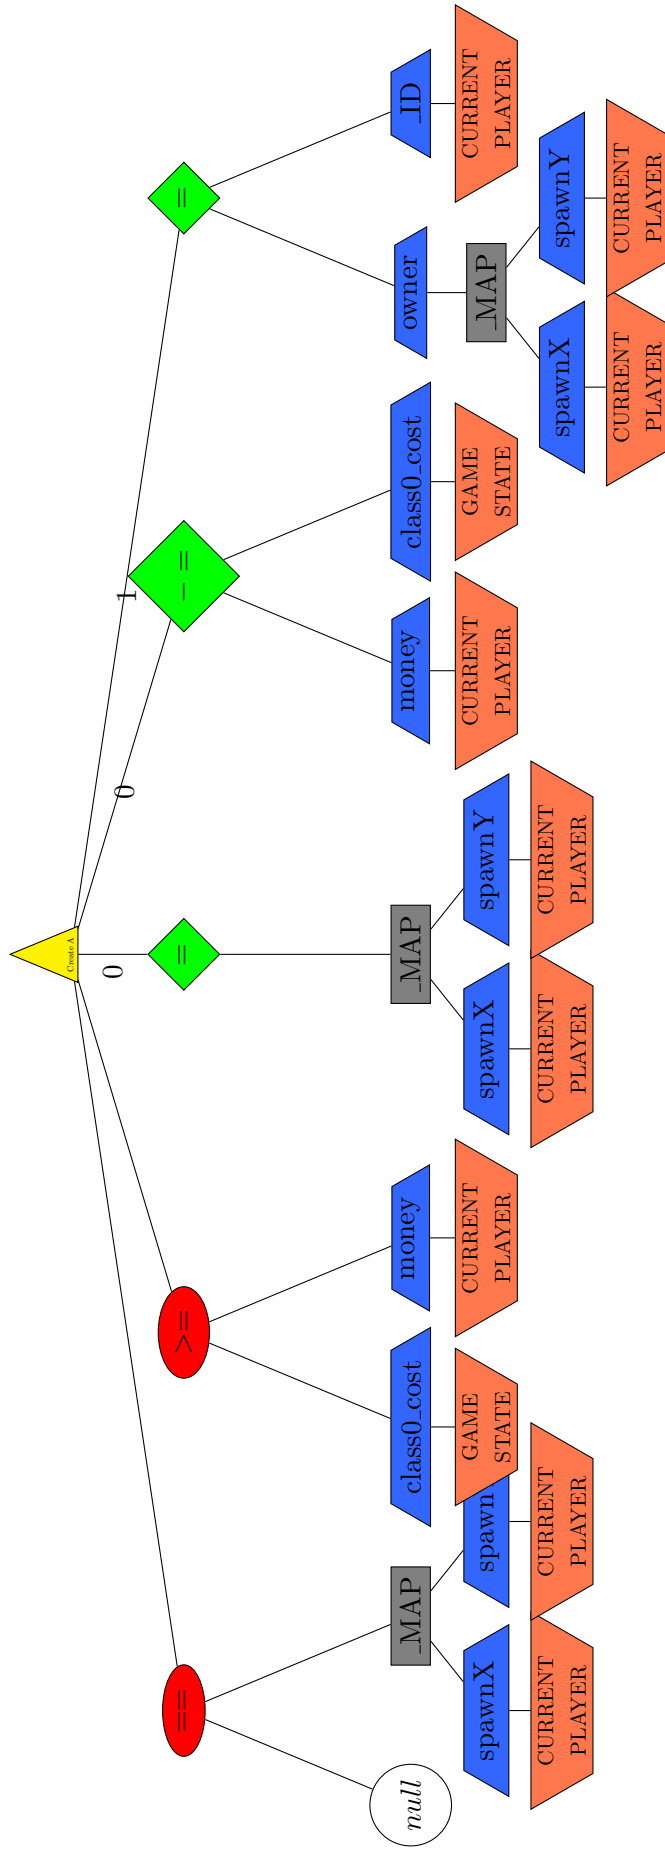 Create A
0
0
1
==
>=
=
− =
=
null
_MAP
class0_cost
money
_MAP
money
class0_cost
owner
_ID
GAME
STATE
CURRENT
PLAYER
CURRENT
PLAYER
GAME
STATE
_MAP
CURRENT
PLAYER
spawnX
spawn
spawnX
spawnY
CURRENT
PLAYER
CURRENT
PLAYER
CURRENT
PLAYER
CURRENT
PLAYER
spawnX
spawnY
CURRENT
PLAYER
CURRENT
PLAYER